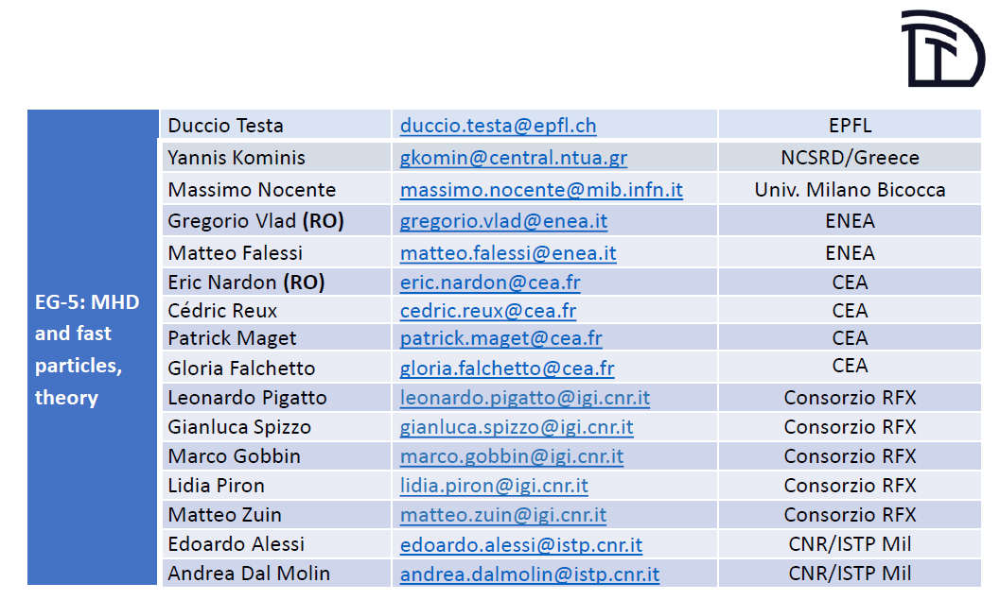 DTT
EG-5: MHD
and fast
particles,
theory
Duccio Testa duccio.testa@epfl.ch EPFL
Yannis Kominis gkomin@central.ntua.gr NCSRD/Greece
Massimo Nocente massimo.nocente@mib.infn.it Univ. Milano Bicocca
Gregorio Vlad (RO) gregorio.vlad@enea.it ENEA
Matteo Falessi matteo.falessi@enea.it ENEA
Eric Nardon (RO) eric.nardon@cea.fr CEA
Cédric Reux cedric.reux@cea.fr CEA
Patrick Maget patrick.maget@cea.fr CEA
Gloria Falchetto gloria.falchetto@cea.fr CEA
Leonardo Pigatto leonardo.pigatto@igi.cnr.it Consorzio RFX
Gianluca Spizzo gianluca.spizzo@igi.cnr.it Consorzio RFX
Marco Gobbin marco.gobbin@igi.cnr.it Consorzio RFX
Lidia Piron lidia.piron@igi.cnr.it Consorzio RFX
Matteo Zuin matteo.zuin@igi.cnr.it Consorzio RFX
Edoardo Alessi edoardo.alessi@istp.cnr.it CNR/ISTP Mil
Andrea Dal Molin andrea.dalmolin@istp.cnr.it CNR/ISTP Mil